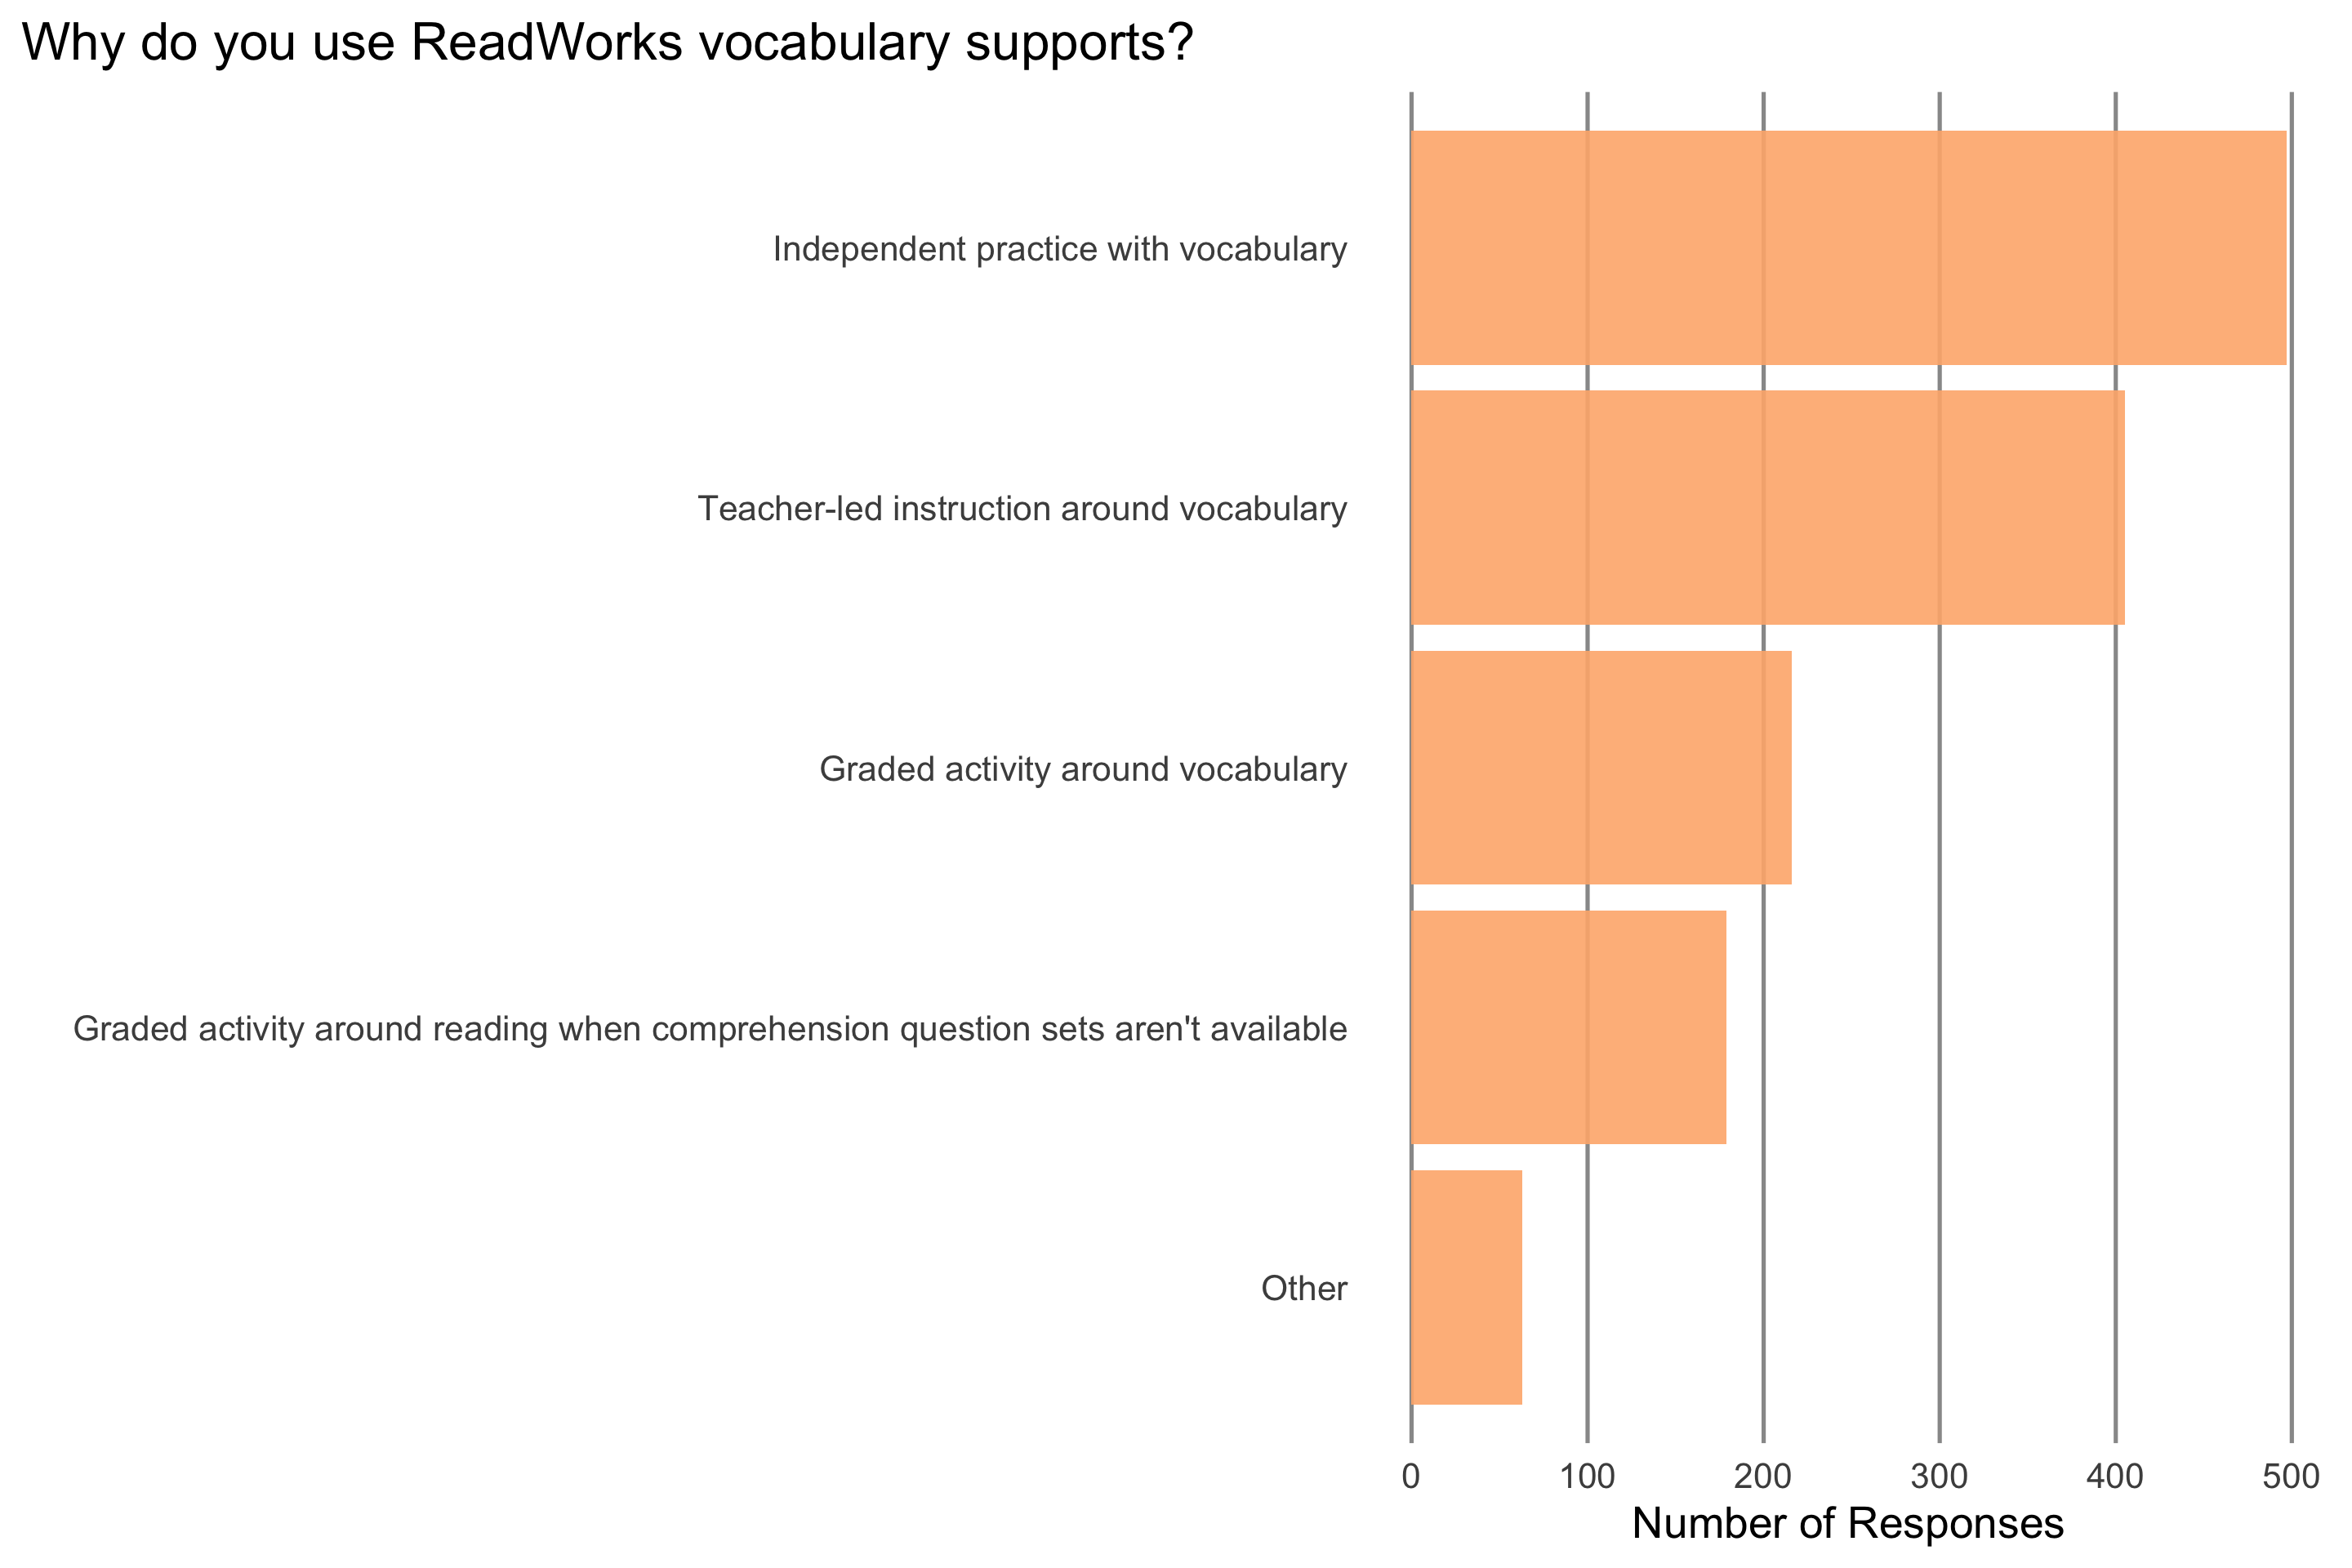 Why do you use ReadWorks vocabulary supports?
Independent practice with vocabulary
Teacher-led instruction around vocabulary
Graded activity around vocabulary
Graded activity around reading when comprehension question sets aren't available
Other
0 100 200 300 400 500
Number of Responses